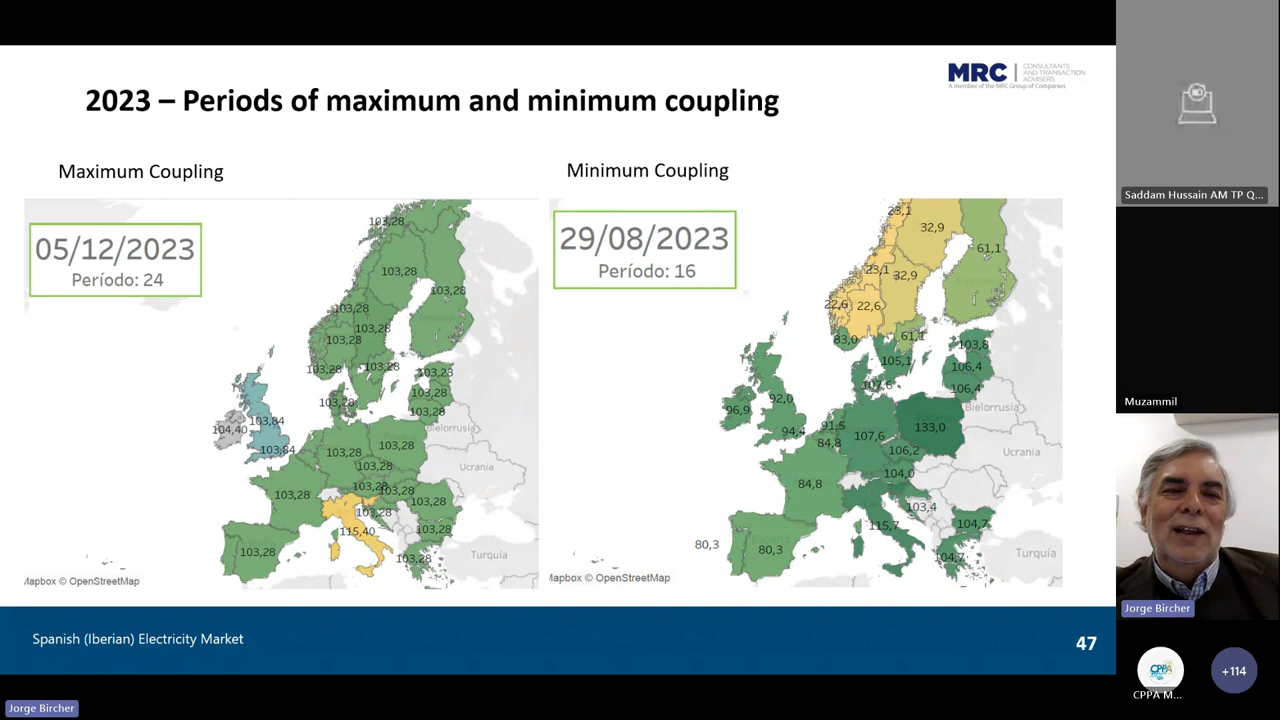 2023 – Periods of maximum and minimum coupling
MRC
CONSULTANTS
AND TRANSACTION
ADVISERS
A member of the MRC Group of Companies
Maximum Coupling
05/12/2023
Período: 24
103,28
103,28
103,28
103,28
103,28
103,28
103,28
103,28
103,23
103,28
103,28
103,28
103,84
104,40
103,84
Bielorrusia
103,28
103,28
103,28
Ucrania
103,28
103,28
103,28
103,28
103,28
115,40
103,28
103,28
103,28
Turquía
Mapbox © OpenStreetMap
Minimum Coupling
29/08/2023
Período: 16
23,1
32,9
61,1
23,1
32,9
22,6
22,6
83,0
61,1
103,8
105,1
106,4
107,6
106,4
92,0
96,9
94,4
91,5
84,8
107,6
133,0
Bielorrusia
106,2
Ucrania
104,0
84,8
103,4
115,7
104,7
80,3
80,3
104,7
Turquía
Mapbox © OpenStreetMap
Spanish (Iberian) Electricity Market
47
Saddam Hussain AM TP Q...
Muzammil
Jorge Bircher
CPPA
CPPA M...
+114
Jorge Bircher